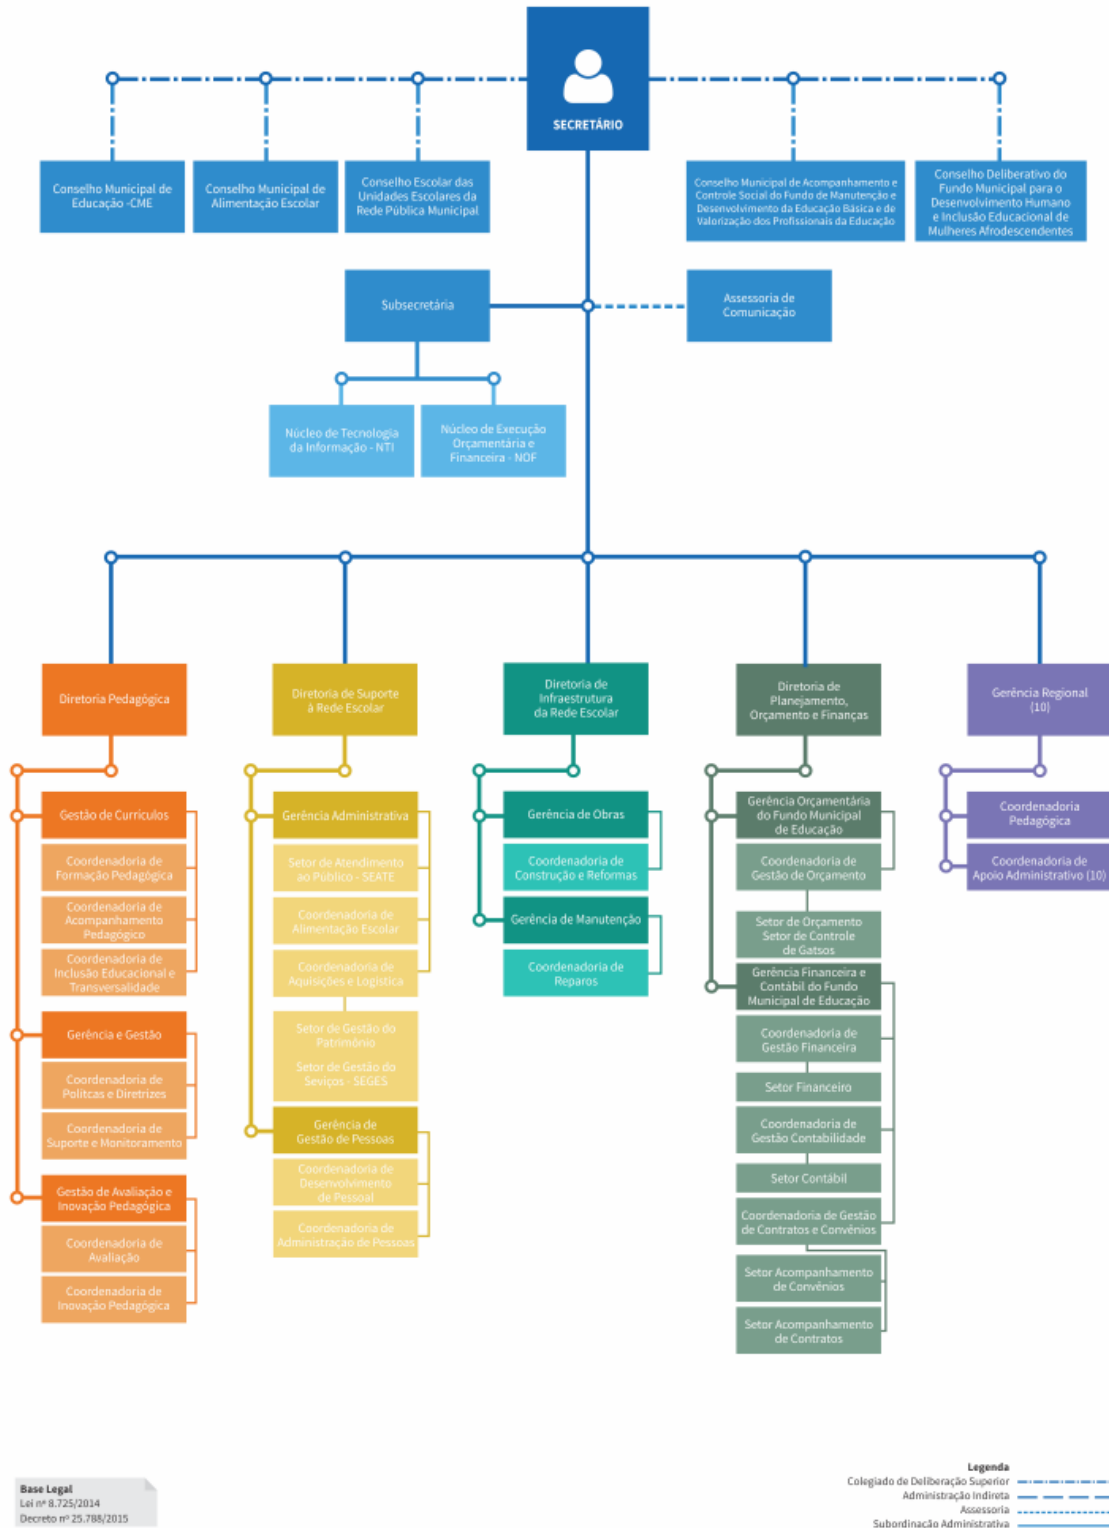 SECRETÁRIO
Conselho Municipal de
Educação -CME
Conselho Municipal de
Alimentação Escolar
Conselho Escolar das
Unidades Escolares da
Rede Pública Municipal
Conselho Municipal de Acompanhamento e
Controle Social do Fundo de Manutenção e
Desenvolvimento da Educação Básica e de
Valorização dos Profissionais da Educação
Conselho Deliberativo do
Fundo Municipal para o
Desenvolvimento Humano
e Inclusão Educacional de
Mulheres Afrodescendentes
Subsecretária
Assessoria de
Comunicação
Núcleo de Tecnologia
da Informação - NTI
Núcleo de Execução
Orçamentária e
Financeira - NOF
Diretoria Pedagógica
Gestão de Currículos
Coordenadoria de
Formação Pedagógica
Coordenadoria de
Acompanhamento
Pedagógico
Coordenadoria de
Inclusão Educacional e
Transversalidade
Gerência e Gestão
Coordenadoria de
Politcas e Diretrizes
Coordenadoria de
Suporte e Monitoramento
Gestão de Avaliação e
Inovação Pedagógica
Coordenadoria de
Avaliação
Coordenadoria de
Inovação Pedagógica
Diretoria de Suporte
à Rede Escolar
Gerência Administrativa
Setor de Atendimento
ao Público - SEATE
Coordenadoria de
Alimentação Escolar
Coordenadoria de
Aquisições e Logística
Setor de Gestão do
Patrimônio
Setor de Gestão do
Seviços - SEGES
Gerência de
Gestão de Pessoas
Coordenadoria de
Desenvolvimento
de Pessoal
Coordenadoria de
Administração de Pessoas
Diretoria de
Infraestrutura
da Rede Escolar
Gerência de Obras
Coordenadoria de
Construção e Reformas
Gerência de Manutenção
Coordenadoria de
Reparos
Diretoria de
Planejamento,
Orçamento e Finanças
Gerência Orçamentária
do Fundo Municipal
de Educação
Coordenadoria de
Gestão de Orçamento
Setor de Orçamento
Setor de Controle
de Gatsos
Gerência Financeira e
Contábil do Fundo
Municipal de Educação
Coordenadoria de
Gestão Financeira
Setor Financeiro
Coordenadoria de
Gestão Contabilidade
Setor Contábil
Coordenadoria de Gestão
de Contratos e Convênios
Setor Acompanhamento
de Convênios
Setor Acompanhamento
de Contratos
Gerência Regional
(10)
Coordenadoria
Pedagógica
Coordenadoria de
Apoio Administrativo (10)
Base Legal
Lei nº 8.725/2014
Decreto nº 25.788/2015
Legenda
Colegiado de Deliberação Superior
Administração Indireta
Assessoria
Subordinação Administrativa